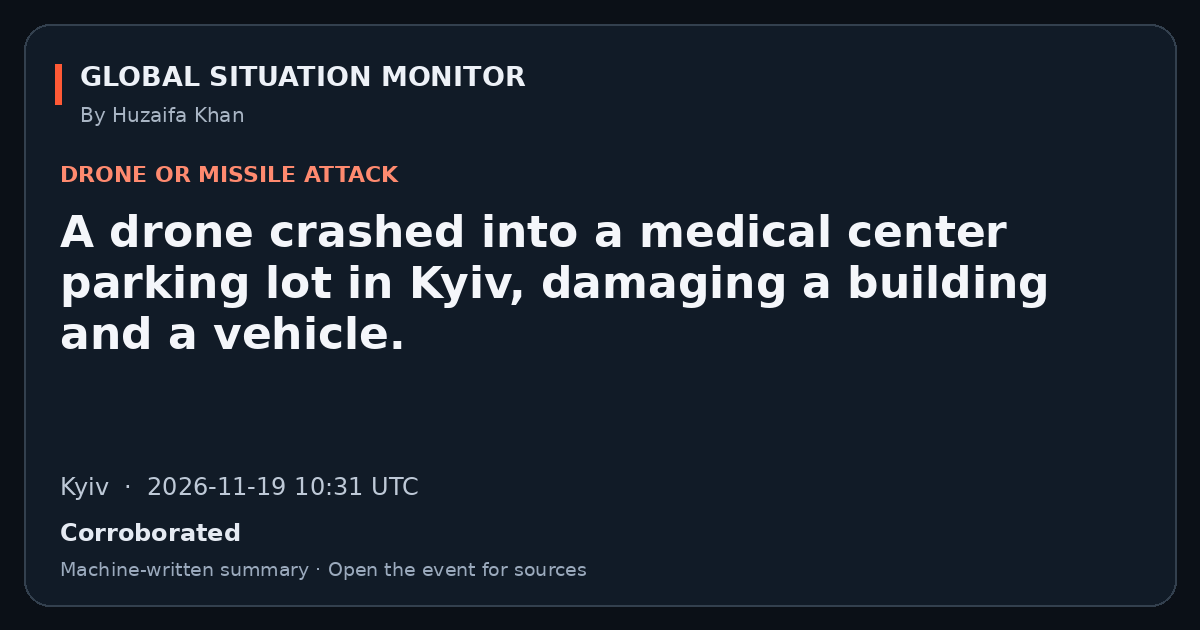 GLOBAL SITUATION MONITOR
By Huzaifa Khan
DRONE OR MISSILE ATTACK
A drone crashed into a medical center
parking lot in Kyiv, damaging a building
and a vehicle.
Kyiv · 2026-11-19 10:31 UTC
Corroborated
Machine-written summary · Open the event for sources